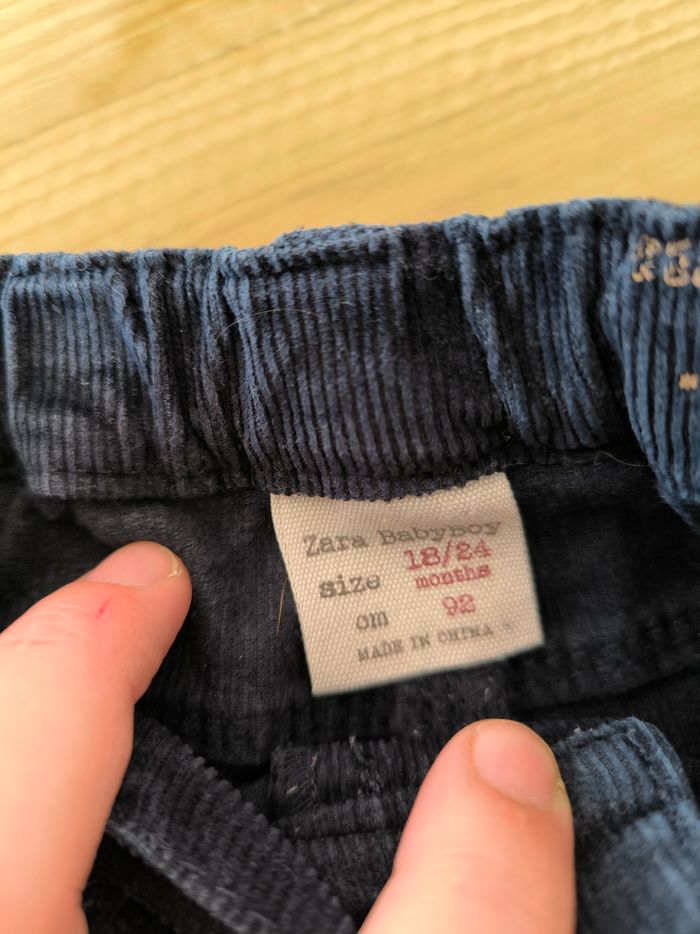 Zara BabyBoy
size 18/24
months
cm 92
MADE IN CHINA